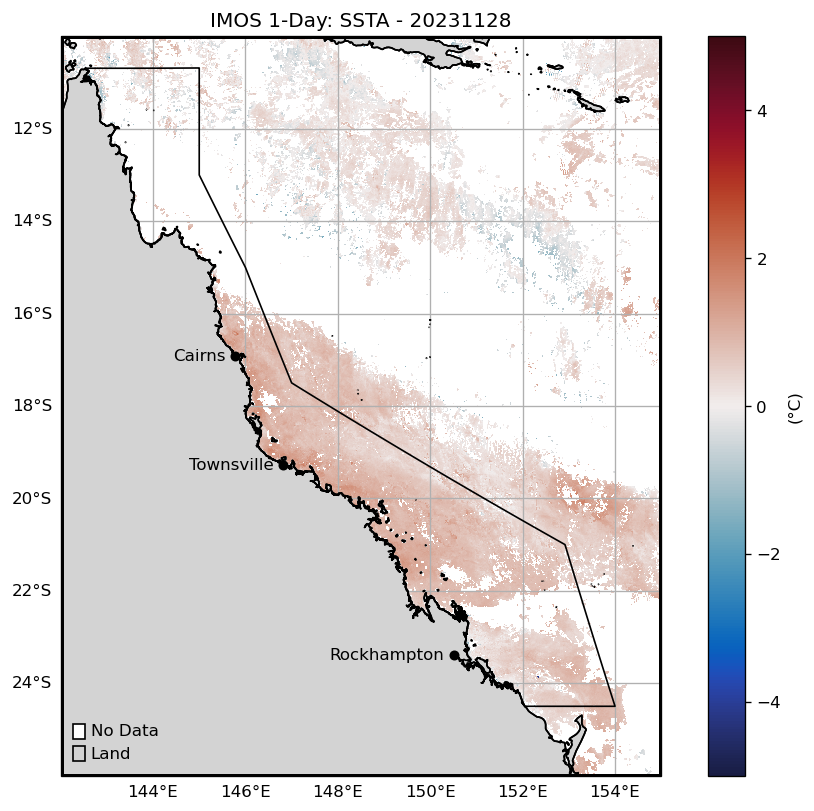 IMOS 1-Day: SSTA - 20231128
12°S
14°S
16°S
18°S
20°S
22°S
24°S
Cairns
Townsville
Rockhampton
No Data
Land
144°E 146°E 148°E 150°E 152°E 154°E
4
2
0
−2
−4
(°C)